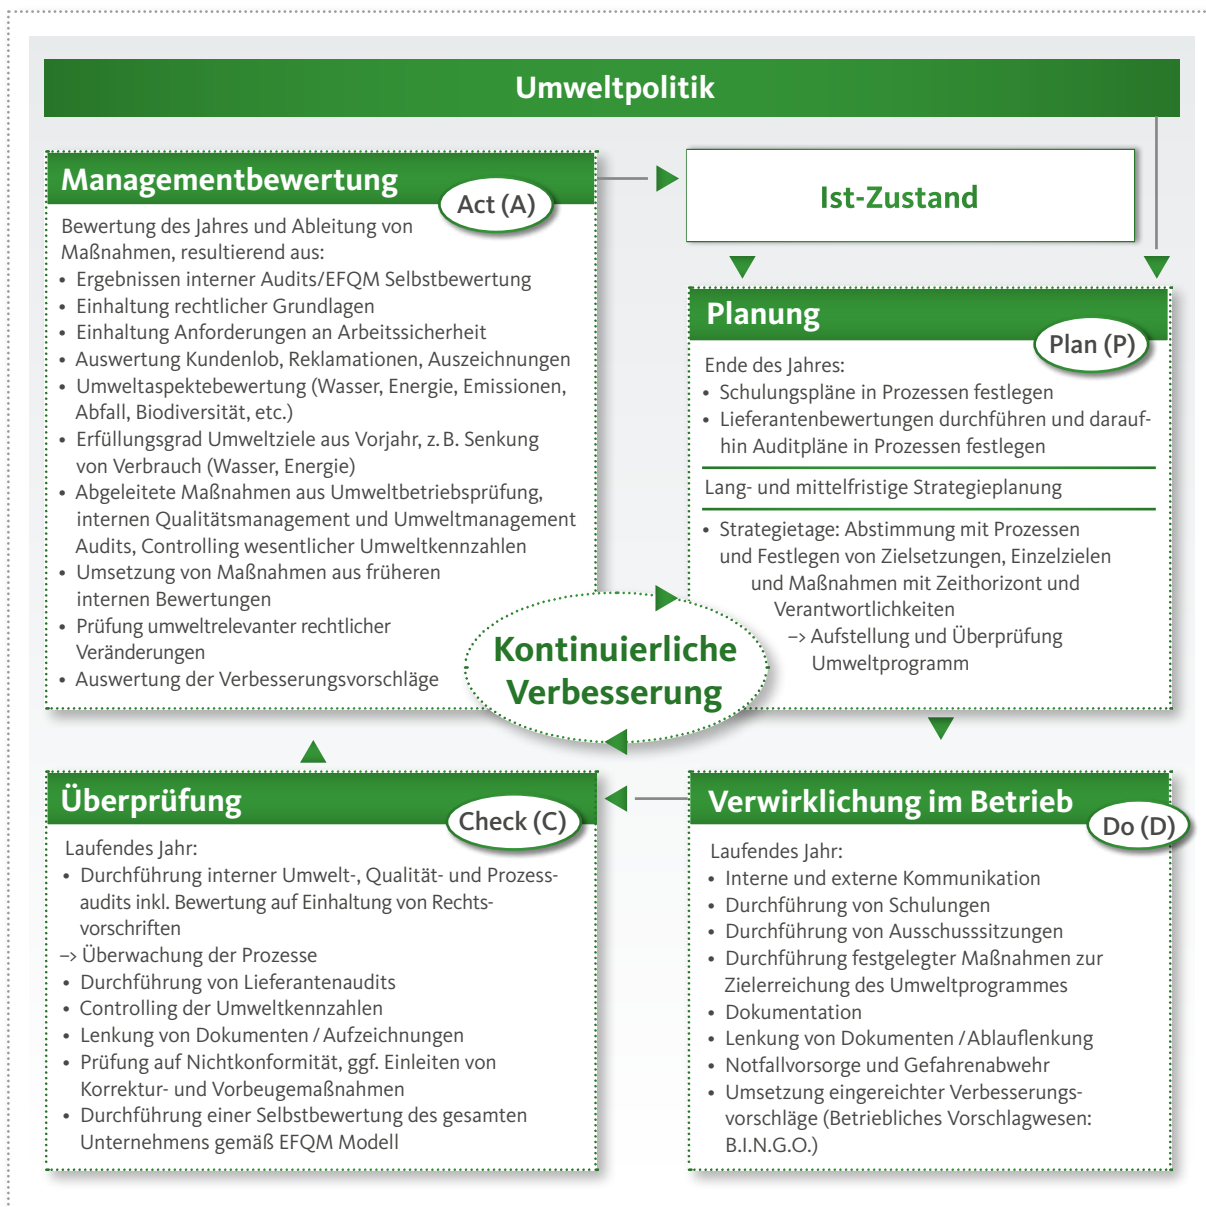 Umweltpolitik
Managementbewertung
Act (A)
Bewertung des Jahres und Ableitung von
Maßnahmen, resultierend aus:
• Ergebnissen interner Audits/EFQM Selbstbewertung
• Einhaltung rechtlicher Grundlagen
• Einhaltung Anforderungen an Arbeitssicherheit
• Auswertung Kundenlob, Reklamationen, Auszeichnungen
• Umweltaspektebewertung (Wasser, Energie, Emissionen,
Abfall, Biodiversität, etc.)
• Erfüllungsgrad Umweltziele aus Vorjahr, z. B. Senkung
von Verbrauch (Wasser, Energie)
• Abgeleitete Maßnahmen aus Umweltbetriebsprüfung,
internen Qualitätsmanagement und Umweltmanagement
Audits, Controlling wesentlicher Umweltkennzahlen
• Umsetzung von Maßnahmen aus früheren
internen Bewertungen
• Prüfung umweltrelevanter rechtlicher
Veränderungen
• Auswertung der Verbesserungsvorschläge
Ist-Zustand
Planung
Plan (P)
Ende des Jahres:
• Schulungspläne in Prozessen festlegen
• Lieferantenbewertungen durchführen und darauf-
hin Auditpläne in Prozessen festlegen
Lang- und mittelfristige Strategieplanung
• Strategietage: Abstimmung mit Prozessen
und Festlegen von Zielsetzungen, Einzelzielen
und Maßnahmen mit Zeithorizont und
Verantwortlichkeiten
–> Aufstellung und Überprüfung
Umweltprogramm
Kontinuierliche
Verbesserung
Überprüfung
Check (C)
Laufendes Jahr:
• Durchführung interner Umwelt-, Qualität- und Prozess-
audits inkl. Bewertung auf Einhaltung von Rechts-
vorschriften
–> Überwachung der Prozesse
• Durchführung von Lieferantenaudits
• Controlling der Umweltkennzahlen
• Lenkung von Dokumenten / Aufzeichnungen
• Prüfung auf Nichtkonformität, ggf. Einleiten von
Korrektur- und Vorbeugemaßnahmen
• Durchführung einer Selbstbewertung des gesamten
Unternehmens gemäß EFQM Modell
Verwirklichung im Betrieb
Do (D)
Laufendes Jahr:
• Interne und externe Kommunikation
• Durchführung von Schulungen
• Durchführung von Ausschusssitzungen
• Durchführung festgelegter Maßnahmen zur
Zielerreichung des Umweltprogrammes
• Dokumentation
• Lenkung von Dokumenten / Ablauflenkung
• Notfallvorsorge und Gefahrenabwehr
• Umsetzung eingereichter Verbesserungs-
vorschläge (Betriebliches Vorschlagwesen:
B.I.N.G.O.)